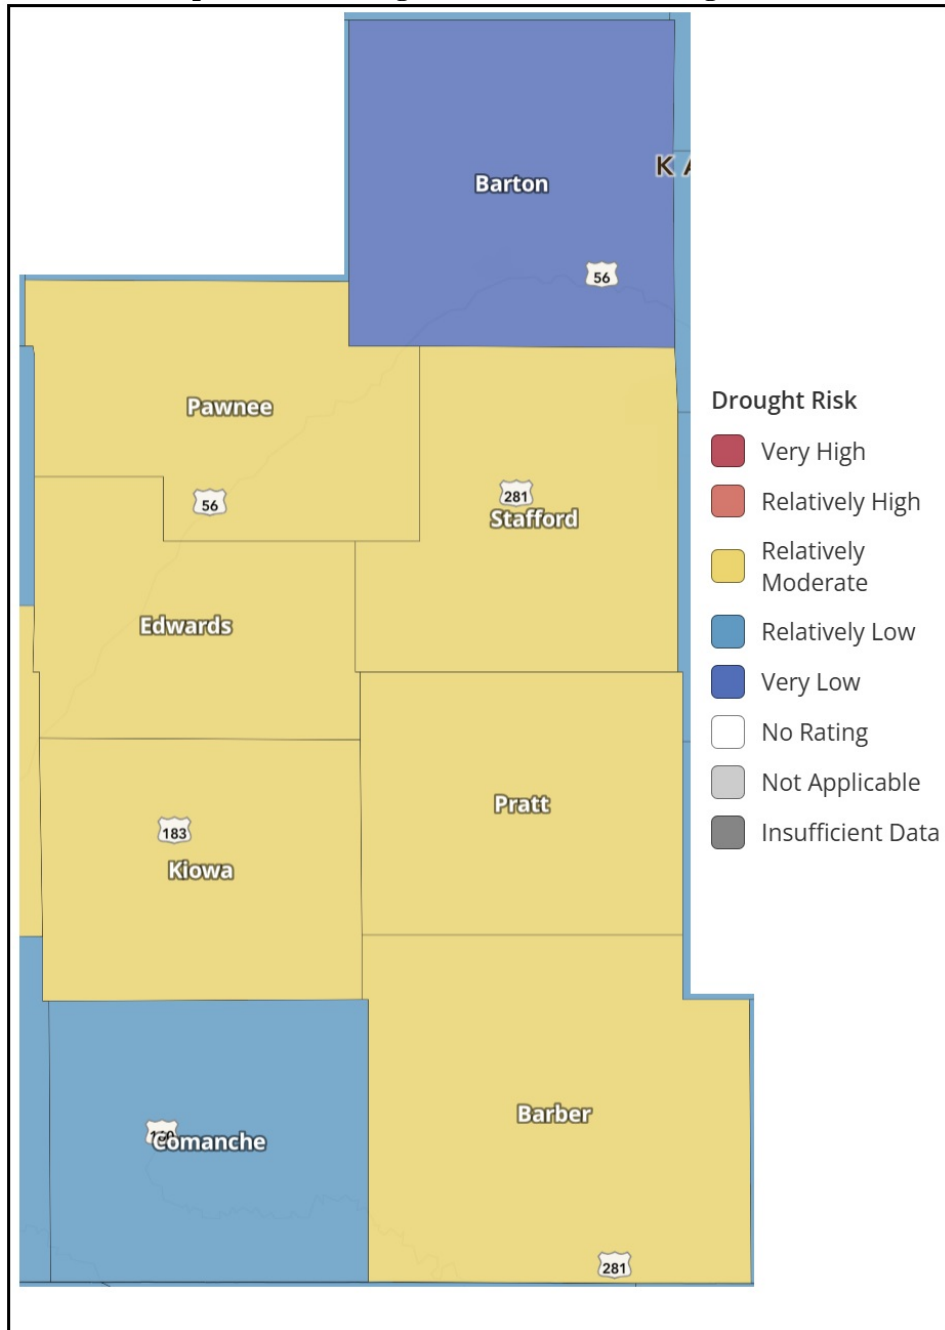 Barton
K A
56
Pawnee
56
281
Stafford
Edwards
Pratt
183
Kiowa
Barber
Comanche
281
Drought Risk
Very High
Relatively High
Relatively
Moderate
Relatively Low
Very Low
No Rating
Not Applicable
Insufficient Data